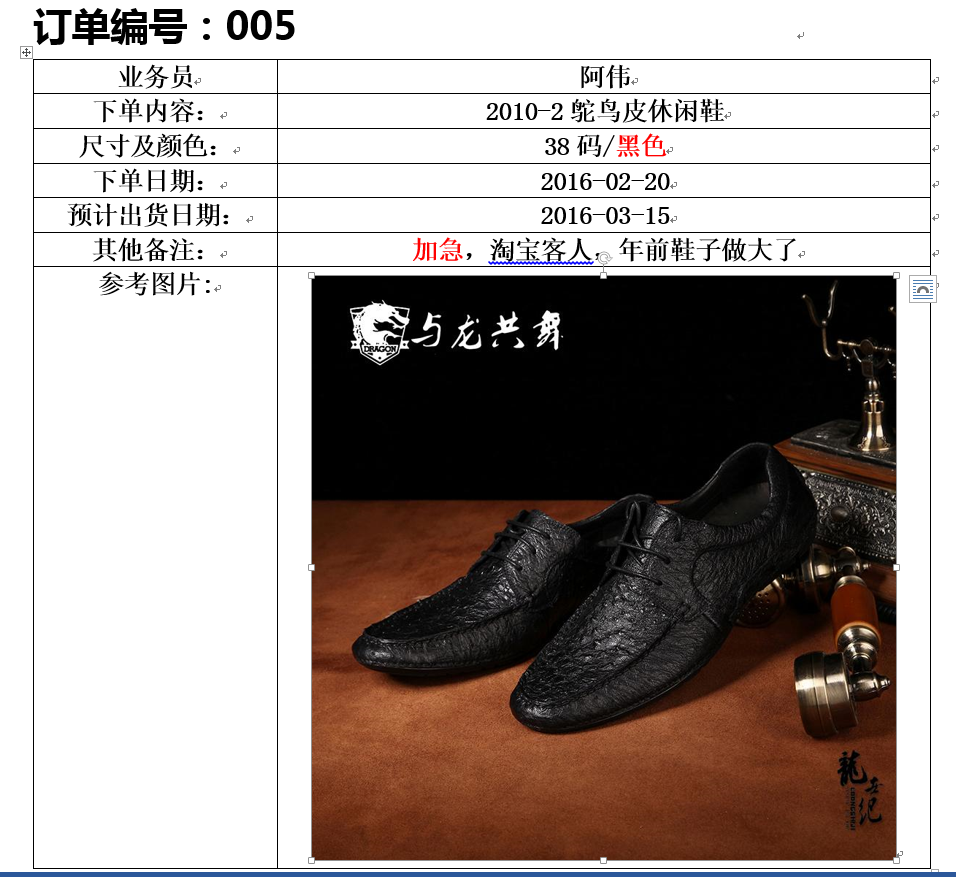 订单编号：005
业务员
阿伟
下单内容：
2010-2 鸵鸟皮休闲鞋
尺寸及颜色：
38 码/黑色
下单日期：
2016-02-20
预计出货日期：
2016-03-15
其他备注：
加急，淘宝客人，年前鞋子做大了
参考图片:
DRAGON
与龙共舞
龍世纪